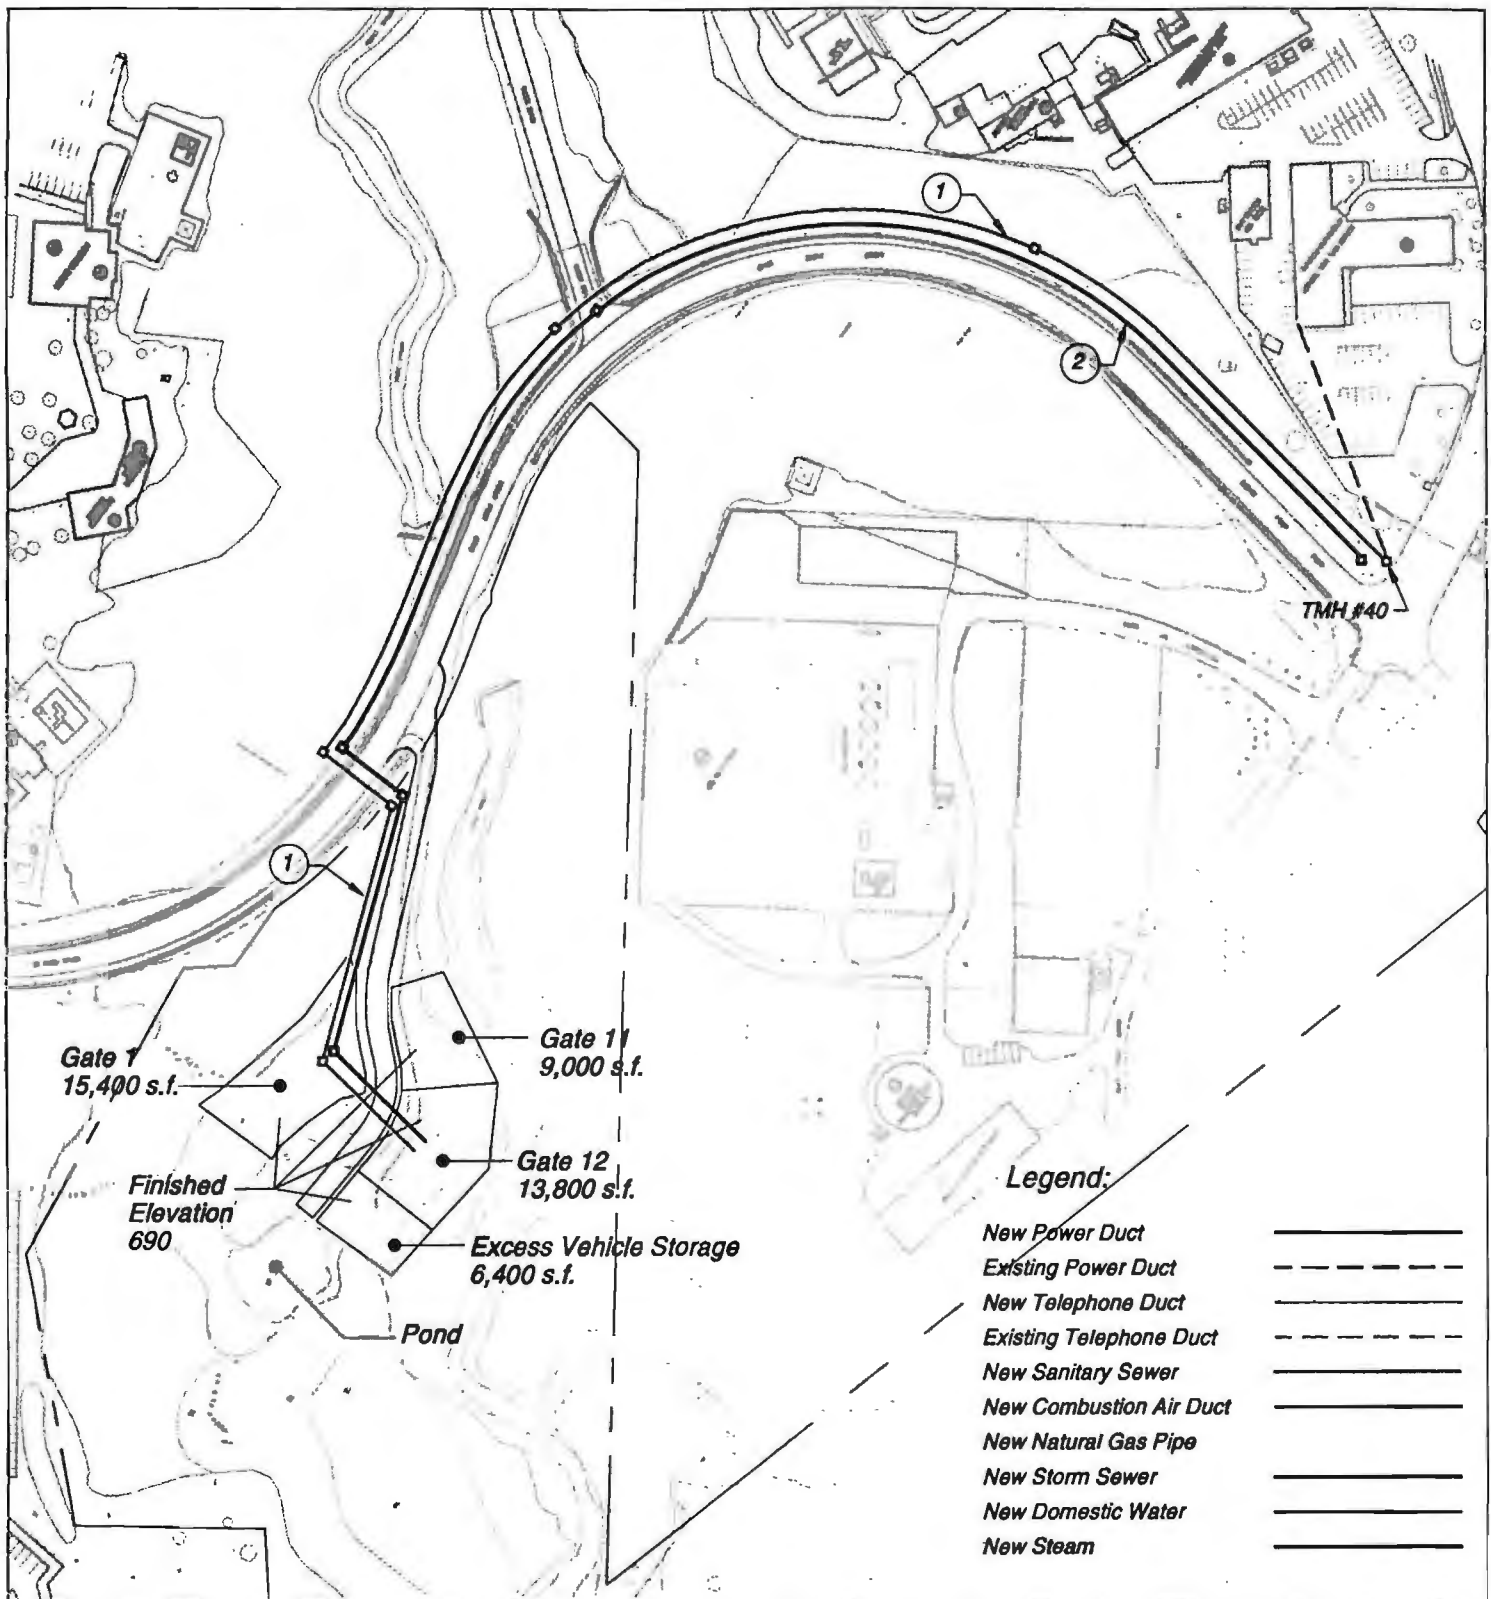 1
2
TMH #40
1
Gate 11
9,000 s.f.
Gate 1
15,400 s.f.
Gate 12
13,800 s.f.
Finished
Elevation
690
Excess Vehicle Storage
6,400 s.f.
Pond
Legend:
New Power Duct
Existing Power Duct
New Telephone Duct
Existing Telephone Duct
New Sanitary Sewer
New Combustion Air Duct
New Natural Gas Pipe
New Storm Sewer
New Domestic Water
New Steam